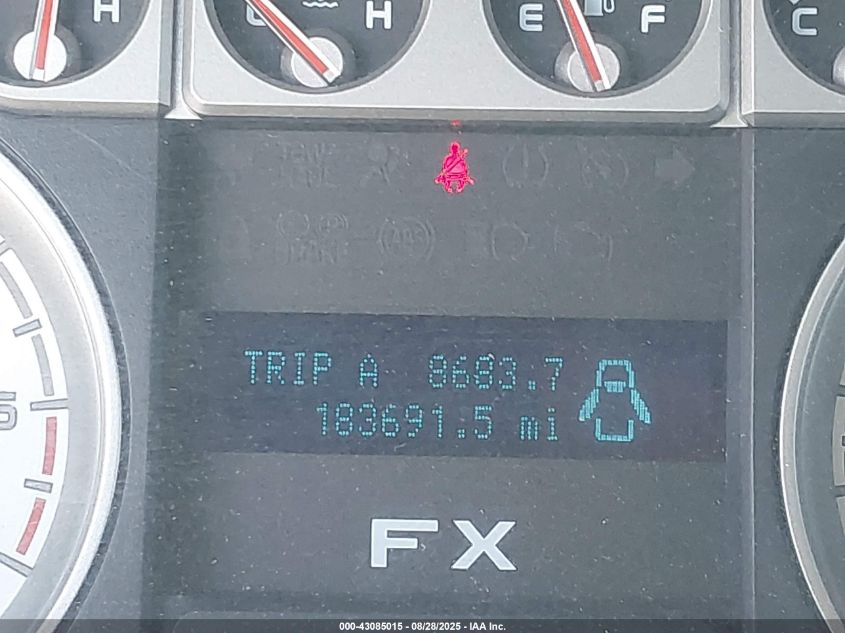 H C H E F C
TRIP A 8683.7
183691.5 mi
FX
000-43085015 - 08/28/2025 - IAA Inc.